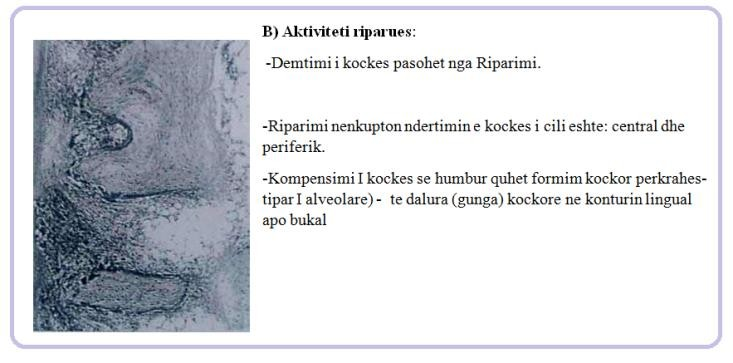 B) Aktiviteti riparues:
-Demtimi i kockes pasohet nga Riparimi.
-Riparimi nenkupton ndertimin e kockes i cili eshte: central dhe
periferik.
-Kompensimi I kockes se humbur quhet formim kockor perkrahes-
tipar I alveolare) - te dalura (gunga) kockore ne konturin lingual
apo bukal